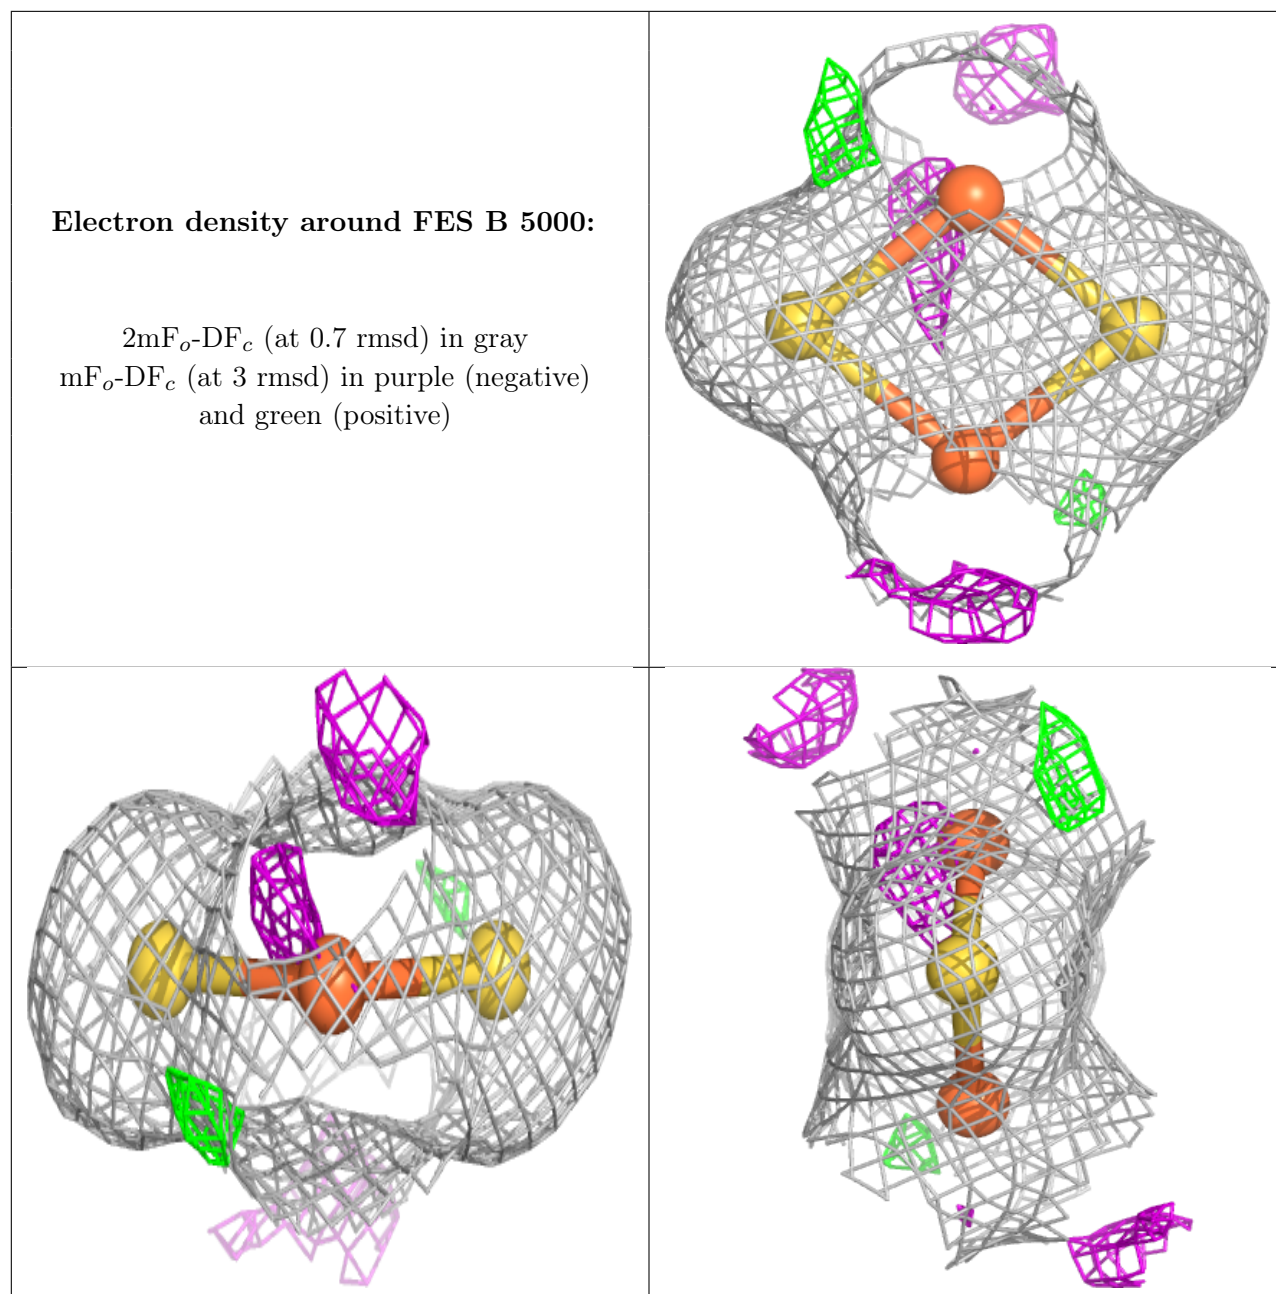 Electron density around FES B 5000:
2mFo-DFc (at 0.7 rmsd) in gray
mFo-DFc (at 3 rmsd) in purple (negative)
and green (positive)